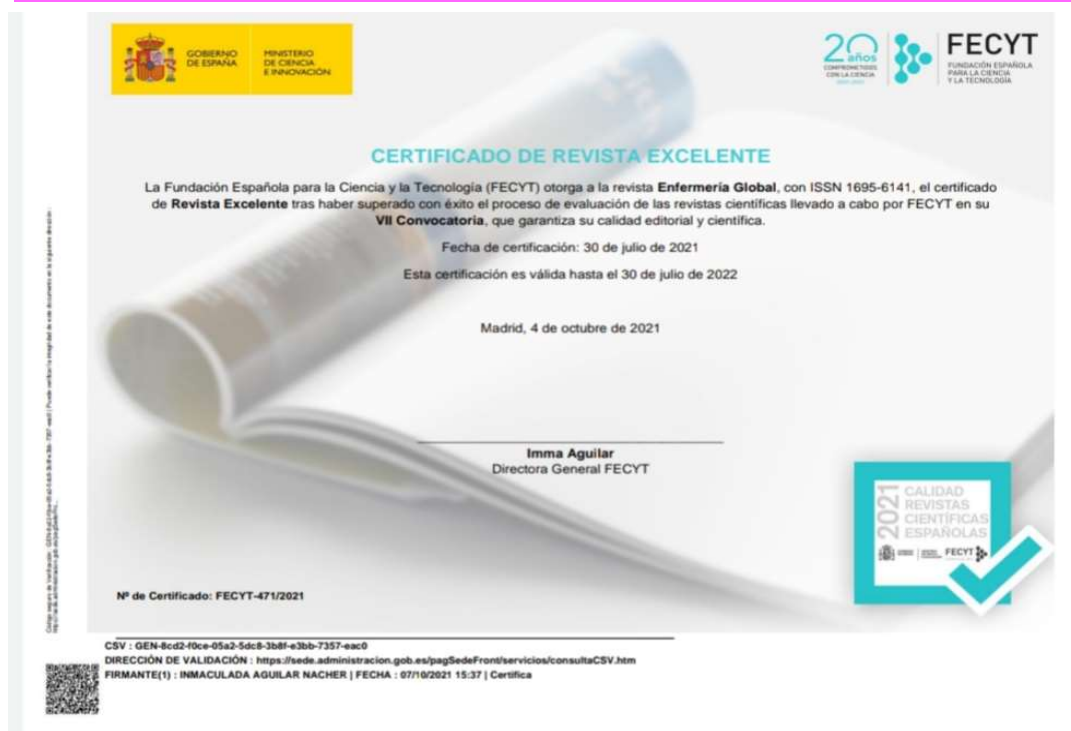 GOBIERNO
DE ESPAÑA
MINISTERIO
DE CIENCIA
E INNOVACIÓN
20
años
COMPROMETIDOS
CON LA CIENCIA
FECYT
FUNDACIÓN ESPAÑOLA
PARA LA CIENCIA
Y LA TECNOLOGÍA
CERTIFICADO DE REVISTA EXCELENTE
La Fundación Española para la Ciencia y la Tecnología (FECYT) otorga a la revista Enfermería Global, con ISSN 1695-6141, el certificado
de Revista Excelente tras haber superado con éxito el proceso de evaluación de las revistas científicas llevado a cabo por FECYT en su
VII Convocatoria, que garantiza su calidad editorial y científica.
Fecha de certificación: 30 de julio de 2021
Esta certificación es válida hasta el 30 de julio de 2022
Madrid, 4 de octubre de 2021
Imma Aguilar
Directora General FECYT
2021
CALIDAD
REVISTAS
CIENTÍFICAS
ESPAÑOLAS
FECYT
Nº de Certificado: FECYT-471/2021
CSV : GEN-8cd2-f0ce-05a2-5dc8-3b8f-e3bb-7357-eac0
DIRECCIÓN DE VALIDACIÓN : https://sede.administracion.gob.es/pagSedeFront/servicios/consultaCSV.htm
FIRMANTE(1) : INMACULADA AGUILAR NACHER | FECHA : 07/10/2021 15:37 | Certifica